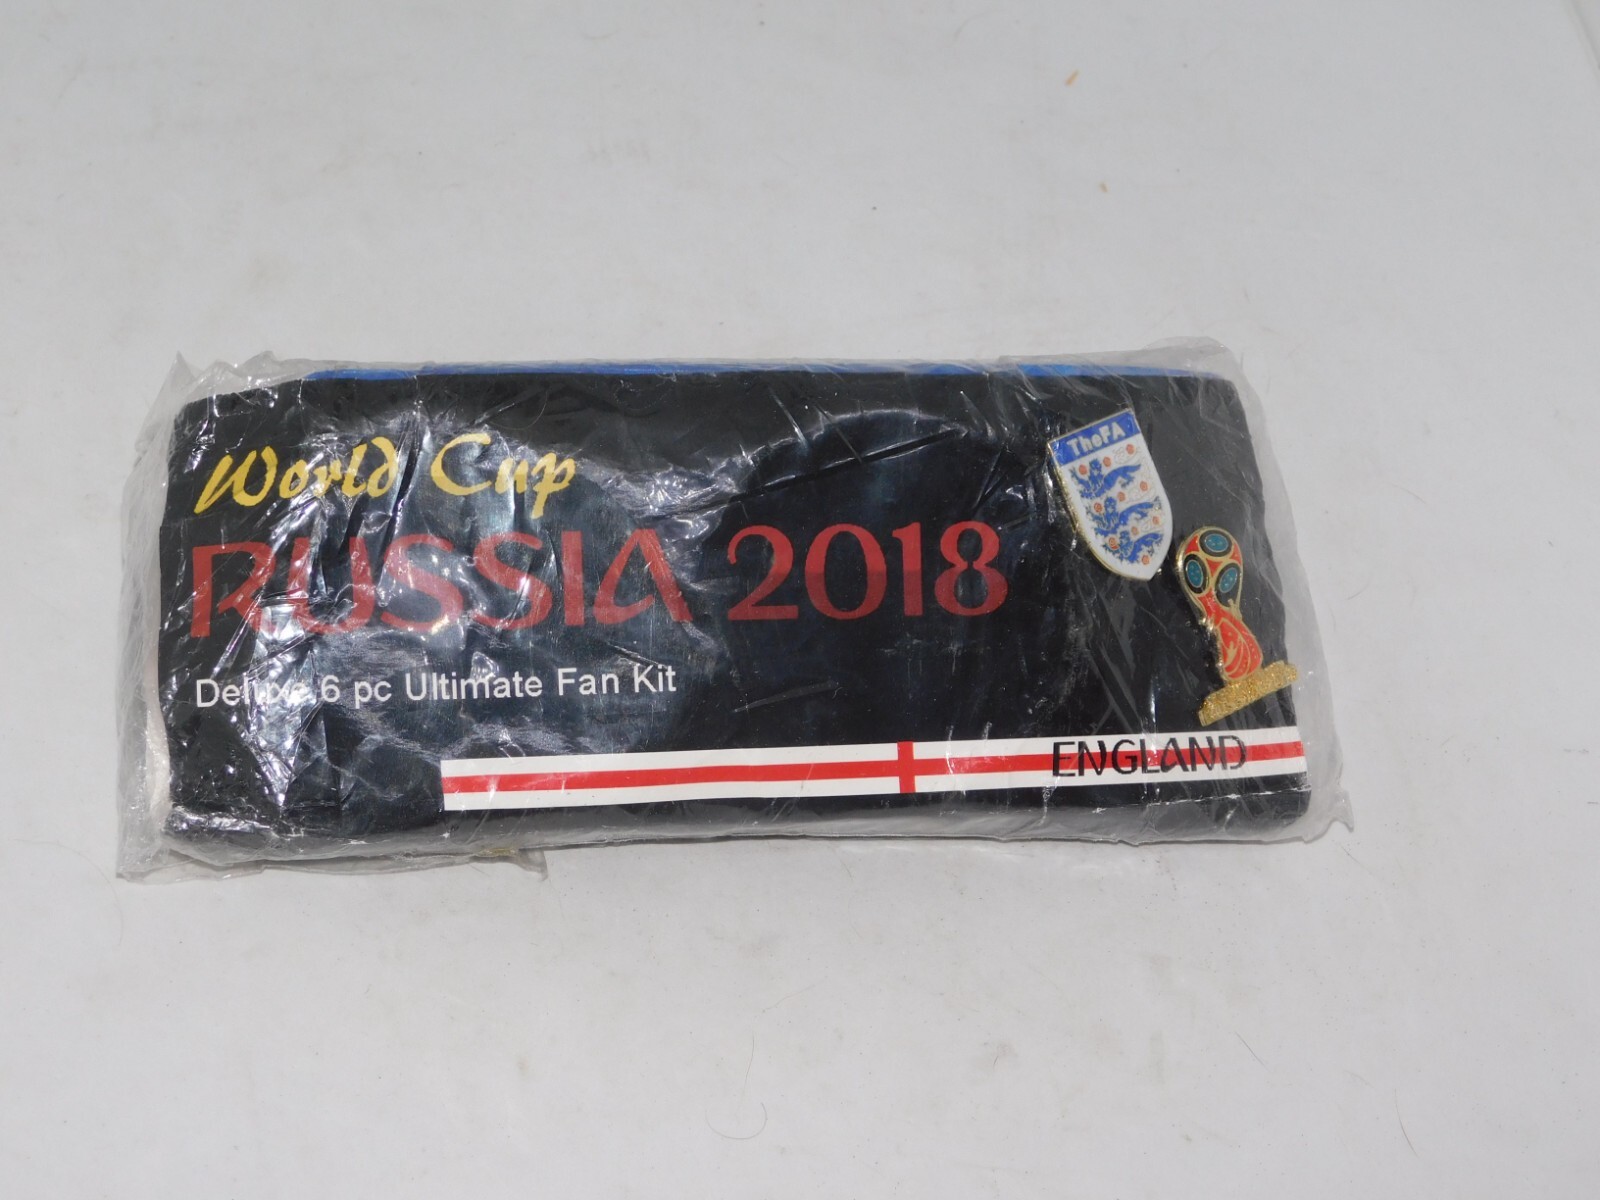 World Cup
RUSSIA 2018
Deluxe 6 pc Ultimate Fan Kit
TheFA
ENGLAND